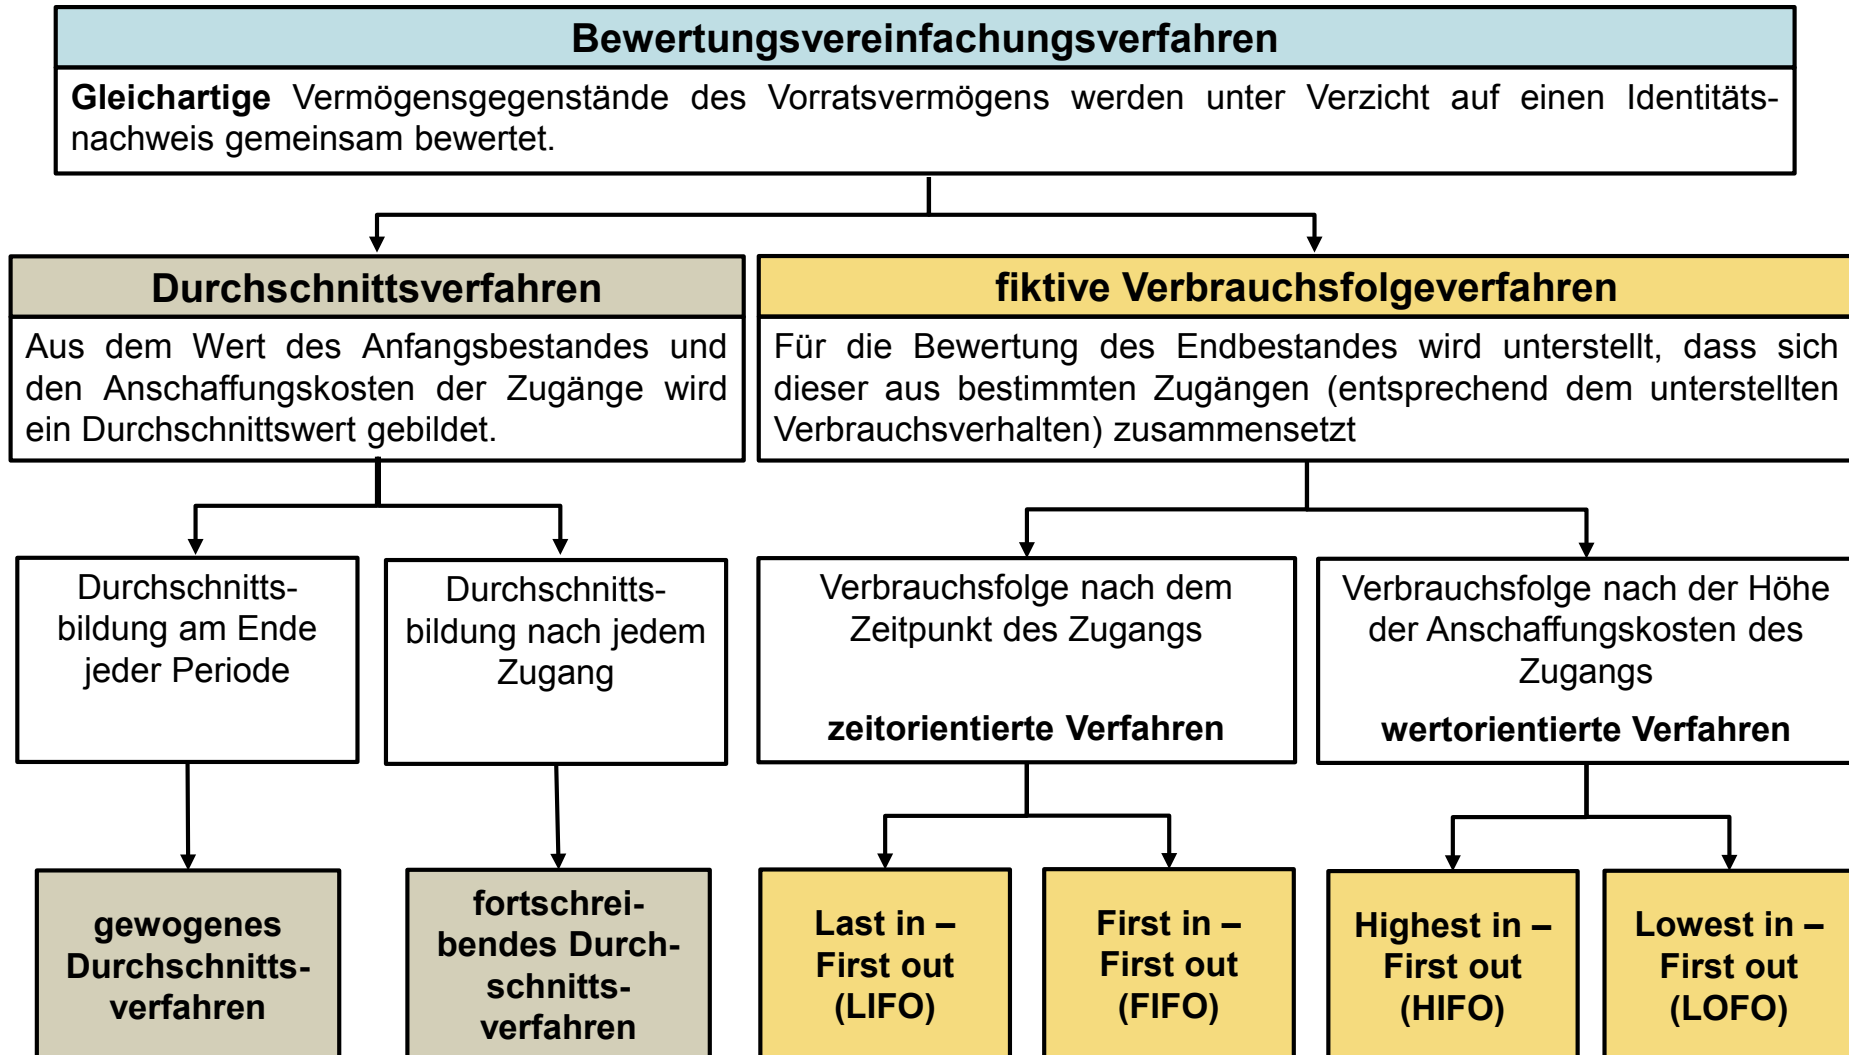 Bewertungsvereinfachungsverfahren
Gleichartige Vermögensgegenstände des Vorratsvermögens werden unter Verzicht auf einen Identitäts-
nachweis gemeinsam bewertet.
Durchschnittsverfahren
Aus dem Wert des Anfangsbestandes und
den Anschaffungskosten der Zugänge wird
ein Durchschnittswert gebildet.
fiktive Verbrauchsfolgeverfahren
Für die Bewertung des Endbestandes wird unterstellt, dass sich
dieser aus bestimmten Zugängen (entsprechend dem unterstellten
Verbrauchsverhalten) zusammensetzt
Durchschnitts-
bildung am Ende
jeder Periode
Durchschnitts-
bildung nach jedem
Zugang
Verbrauchsfolge nach dem
Zeitpunkt des Zugangs
zeitorientierte Verfahren
Verbrauchsfolge nach der Höhe
der Anschaffungskosten des
Zugangs
wertorientierte Verfahren
gewogenes
Durchschnitts-
verfahren
fortschrei-
bendes Durch-
schnitts-
verfahren
Last in –
First out
(LIFO)
First in –
First out
(FIFO)
Highest in –
First out
(HIFO)
Lowest in –
First out
(LOFO)